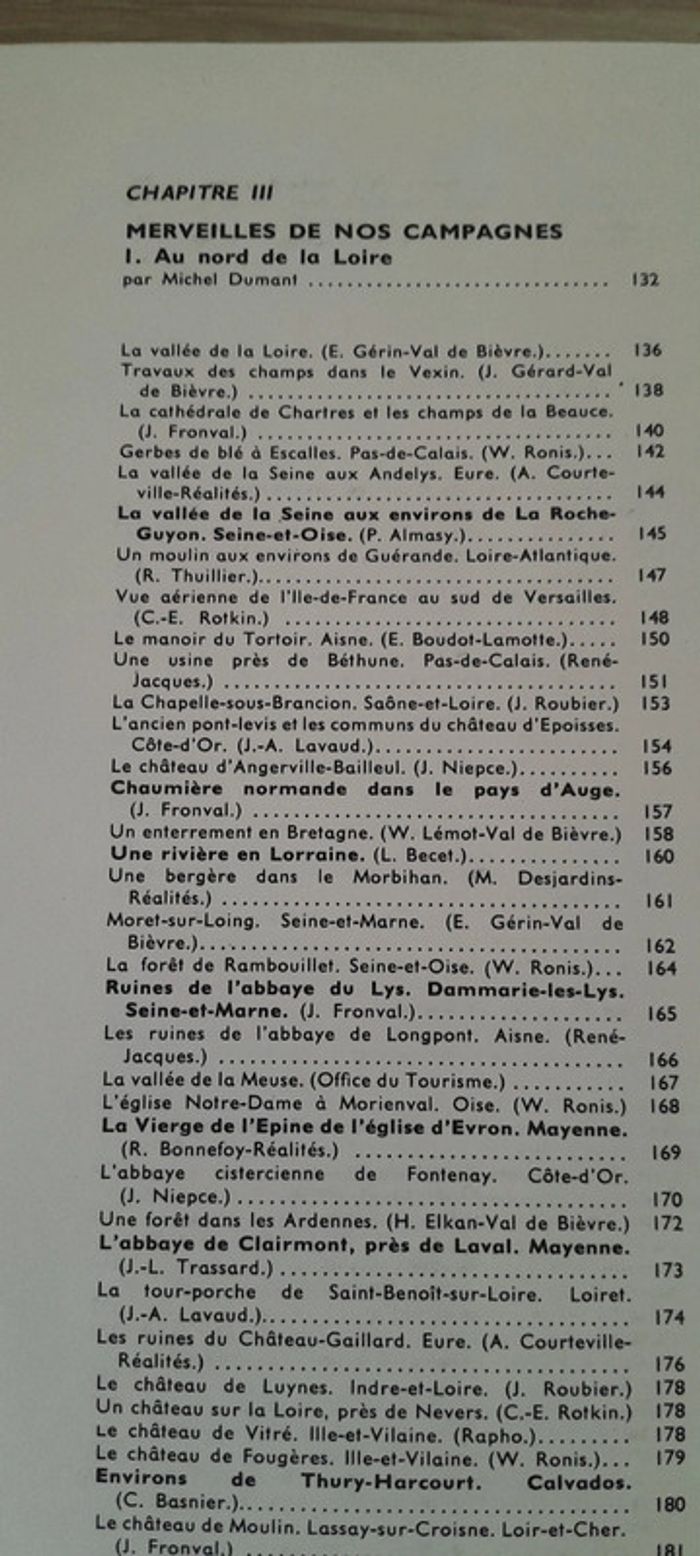 CHAPITRE III
MERVEILLES DE NOS CAMPAGNES
I. Au nord de la Loire
par Michel Dumant ................................ 132
La vallée de la Loire. (E. Gérin-Val de Bièvre.)....... 136
Travaux des champs dans le Vexin. (J. Gérard-Val
de Bièvre.) ..................................... 138
La cathédrale de Chartres et les champs de la Beauce.
(J. Fronval.) .................................... 140
Gerbes de blé à Escalles. Pas-de-Calais. (W. Ronis.)... 142
La vallée de la Seine aux Andelys. Eure. (A. Courte-
ville-Réalités.) ................................... 144
La vallée de la Seine aux environs de La Roche-
Guyon. Seine-et-Oise. (P. Almasy.)............... 145
Un moulin aux environs de Guérande. Loire-Atlantique.
(R. Thuillier.).................................... 147
Vue aérienne de l'Ile-de-France au sud de Versailles.
(C.-E. Rotkin.) .................................. 148
Le manoir du Tortoir. Aisne. (E. Boudot-Lamotte.)..... 150
Une usine près de Béthune. Pas-de-Calais. (René-
Jacques.) ........................................ 151
La Chapelle-sous-Brancion. Saône-et-Loire. (J. Roubier.) 153
L'ancien pont-levis et les communs du château d'Epoisses.
Côte-d'Or. (J.-A. Lavaud.)......................... 154
Le château d'Angerville-Bailleul. (J. Niepce.).......... 156
Chaumière normande dans le pays d'Auge.
(J. Fronval.) ..................................... 157
Un enterrement en Bretagne. (W. Lémot-Val de Bièvre.) 158
Une rivière en Lorraine. (L. Becet.)............... 160
Une bergère dans le Morbihan. (M. Desjardins-
Réalités.) ........................................ 161
Moret-sur-Loing. Seine-et-Marne. (E. Gérin-Val de
Bièvre.).......................................... 162
La forêt de Rambouillet. Seine-et-Oise. (W. Ronis.)... 164
Ruines de l'abbaye du Lys. Dammarie-les-Lys.
Seine-et-Marne. (J. Fronval.)..................... 165
Les ruines de l'abbaye de Longpont. Aisne. (René-
Jacques.) ........................................ 166
La vallée de la Meuse. (Office du Tourisme.) ........... 167
L'église Notre-Dame à Morienval. Oise. (W. Ronis.) 168
La Vierge de l'Epine de l'église d'Evron. Mayenne.
(R. Bonnefoy-Réalités.) ........................... 169
L'abbaye cistercienne de Fontenay. Côte-d'Or.
(J. Niepce.) ....................................... 170
Une forêt dans les Ardennes. (H. Elkan-Val de Bièvre.) 172
L'abbaye de Clairmont, près de Laval. Mayenne.
(J.-L. Trassard.) ................................... 173
La tour-porche de Saint-Benoît-sur-Loire. Loiret.
(J.-A. Lavaud.).................................... 174
Les ruines du Château-Gaillard. Eure. (A. Courteville-
Réalités.) ......................................... 176
Le château de Luynes. Indre-et-Loire. (J. Roubier.) 178
Un château sur la Loire, près de Nevers. (C.-E. Rotkin.) 178
Le château de Vitré. Ille-et-Vilaine. (Rapho.)......... 178
Le château de Fougères. Ille-et-Vilaine. (W. Ronis.)... 179
Environs de Thury-Harcourt. Calvados.
(C. Basnier.)...................................... 180
Le château de Moulin. Lassay-sur-Croisne. Loir-et-Cher.
(J. Fronval.) ..................................... 181